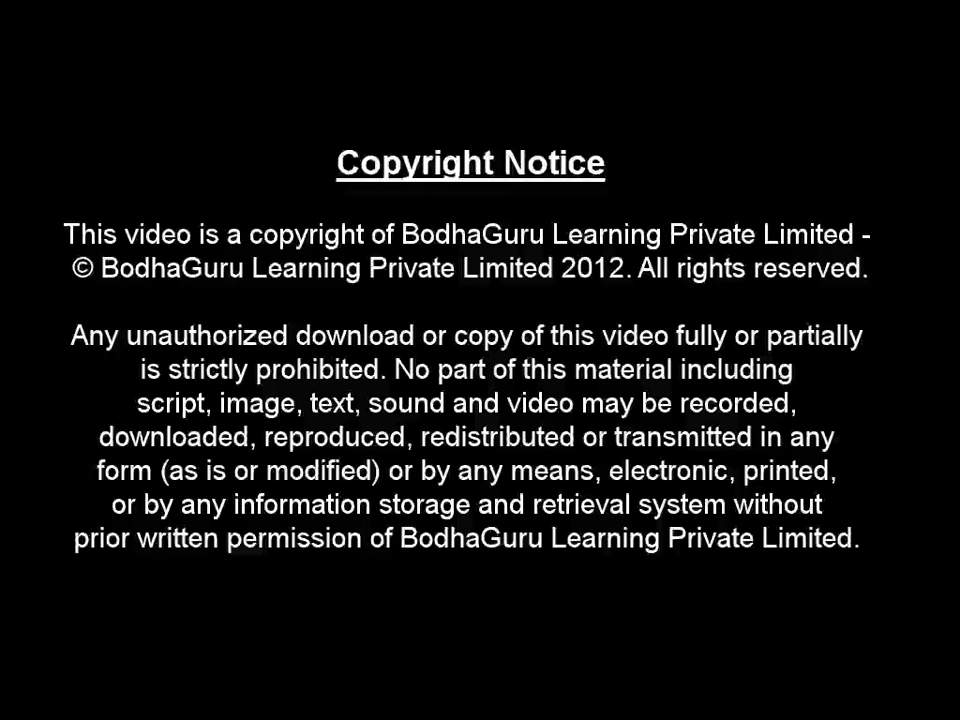 Copyright Notice
This video is a copyright of BodhaGuru Learning Private Limited -
© BodhaGuru Learning Private Limited 2012. All rights reserved.
Any unauthorized download or copy of this video fully or partially
is strictly prohibited. No part of this material including
script, image, text, sound and video may be recorded,
downloaded, reproduced, redistributed or transmitted in any
form (as is or modified) or by any means, electronic, printed,
or by any information storage and retrieval system without
prior written permission of BodhaGuru Learning Private Limited.